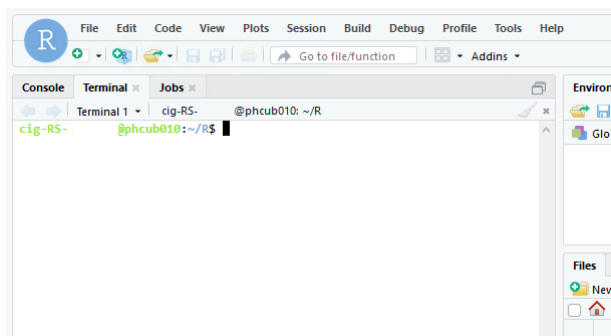 R
File Edit Code View Plots Session Build Debug Profile Tools Help
Go to file/function Addins
Console Terminal Jobs
Terminal 1 cig-RS- @phcub010: ~/R
cig-RS- @phcub010:~/R$
Environ
Glo
Files
New